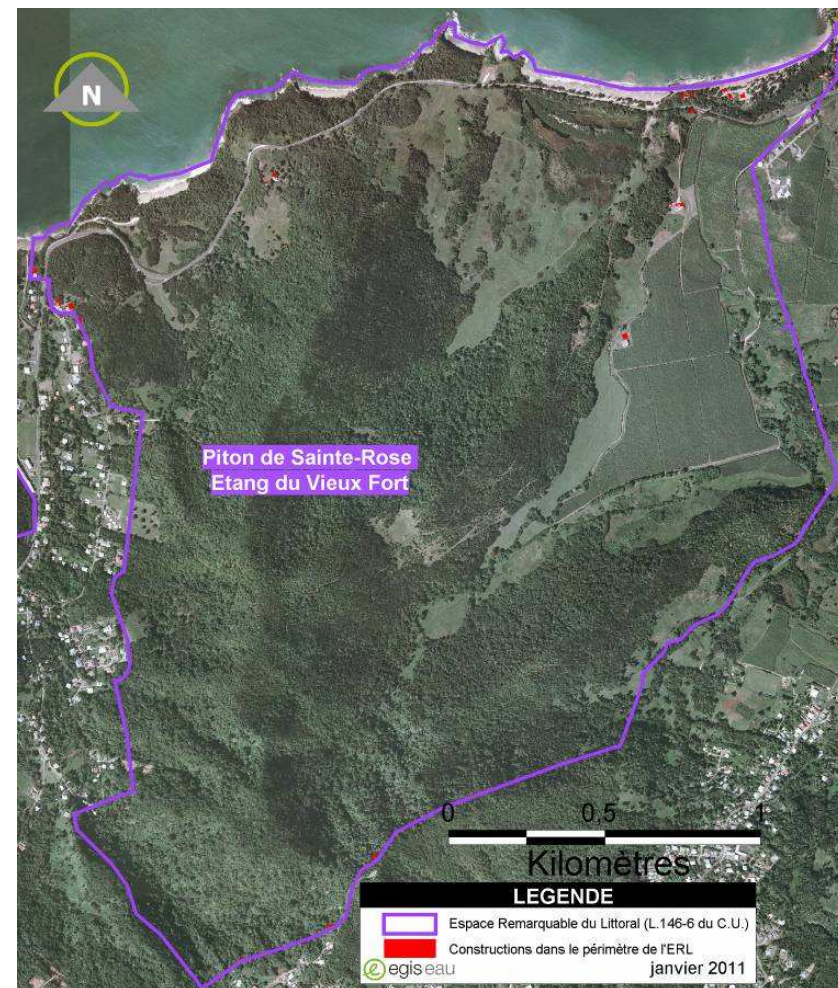 N
Piton de Sainte-Rose
Etang du Vieux Fort
0 0,5 1
Kilomètres
LEGENDE
Espace Remarquable du Littoral (L.146-6 du C.U.)
Constructions dans le périmètre de l'ERL
egis eau janvier 2011